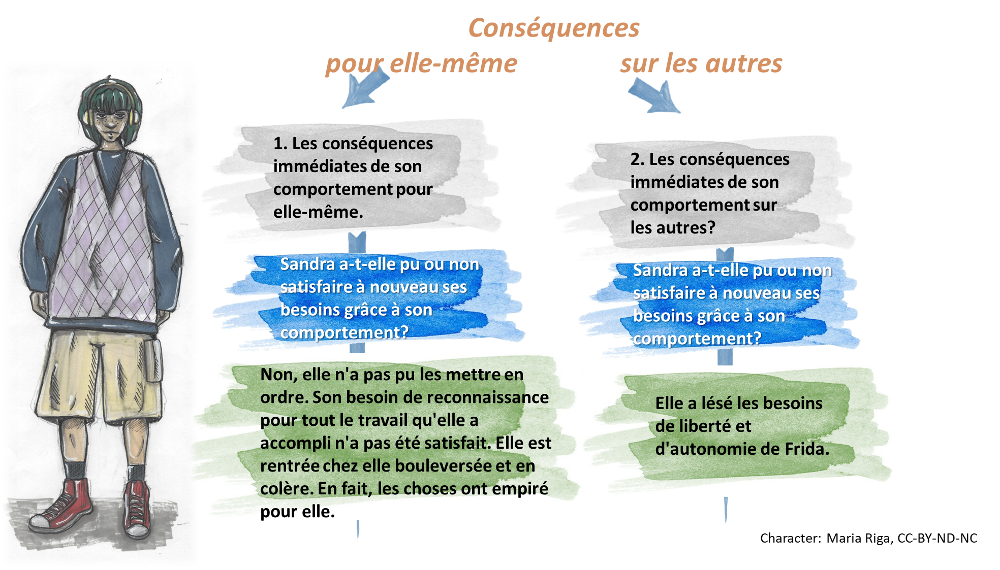 Conséquences
pour elle-même
sur les autres
1. Les conséquences
immédiates de son
comportement pour
elle-même.
Sandra a-t-elle pu ou non
satisfaire à nouveau ses
besoins grâce à son
comportement?
Non, elle n'a pas pu les mettre en
ordre. Son besoin de reconnaissance
pour tout le travail qu'elle a
accompli n'a pas été satisfait. Elle est
rentrée chez elle bouleversée et en
colère. En fait, les choses ont empiré
pour elle.
2. Les conséquences
immédiates de son
comportement sur
les autres?
Sandra a-t-elle pu ou non
satisfaire à nouveau ses
besoins grâce à son
comportement?
Elle a lésé les besoins
de liberté et
d'autonomie de Frida.
Character: Maria Riga, CC-BY-ND-NC